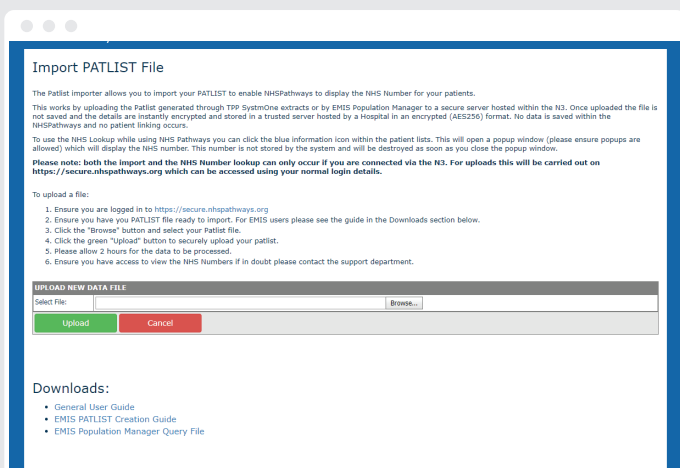 Import PATLIST File
The Patlist importer allows you to import your PATLIST to enable NHSPathways to display the NHS Number for your patients.
This works by uploading the Patlist generated through TPP SystmOne extracts or by EMIS Population Manager to a secure server hosted within the N3. Once uploaded the file is
not saved and the details are instantly encrypted and stored in a trusted server hosted by a Hospital in an encrypted (AES256) format. No data is saved within the
NHSPathways and no patient linking occurs.
To use the NHS Lookup while using NHS Pathways you can click the blue information icon within the patient lists. This will open a popup window (please ensure popups are
allowed) which will display the NHS number. This number is not stored by the system and will be destroyed as soon as you close the popup window.
Please note: both the import and the NHS Number lookup can only occur if you are connected via the N3. For uploads this will be carried out on
https://secure.nhspathways.org which can be accessed using your normal login details.
To upload a file:
1. Ensure you are logged in to https://secure.nhspathways.org
2. Ensure you have you PATLIST file ready to import. For EMIS users please see the guide in the Downloads section below.
3. Click the "Browse" button and select your Patlist file.
4. Click the green "Upload" button to securely upload your patlist.
5. Please allow 2 hours for the data to be processed.
6. Ensure you have access to view the NHS Numbers if in doubt please contact the support department.
UPLOAD NEW DATA FILE
Select File: Browse...
Upload Cancel
Downloads:
• General User Guide
• EMIS PATLIST Creation Guide
• EMIS Population Manager Query File